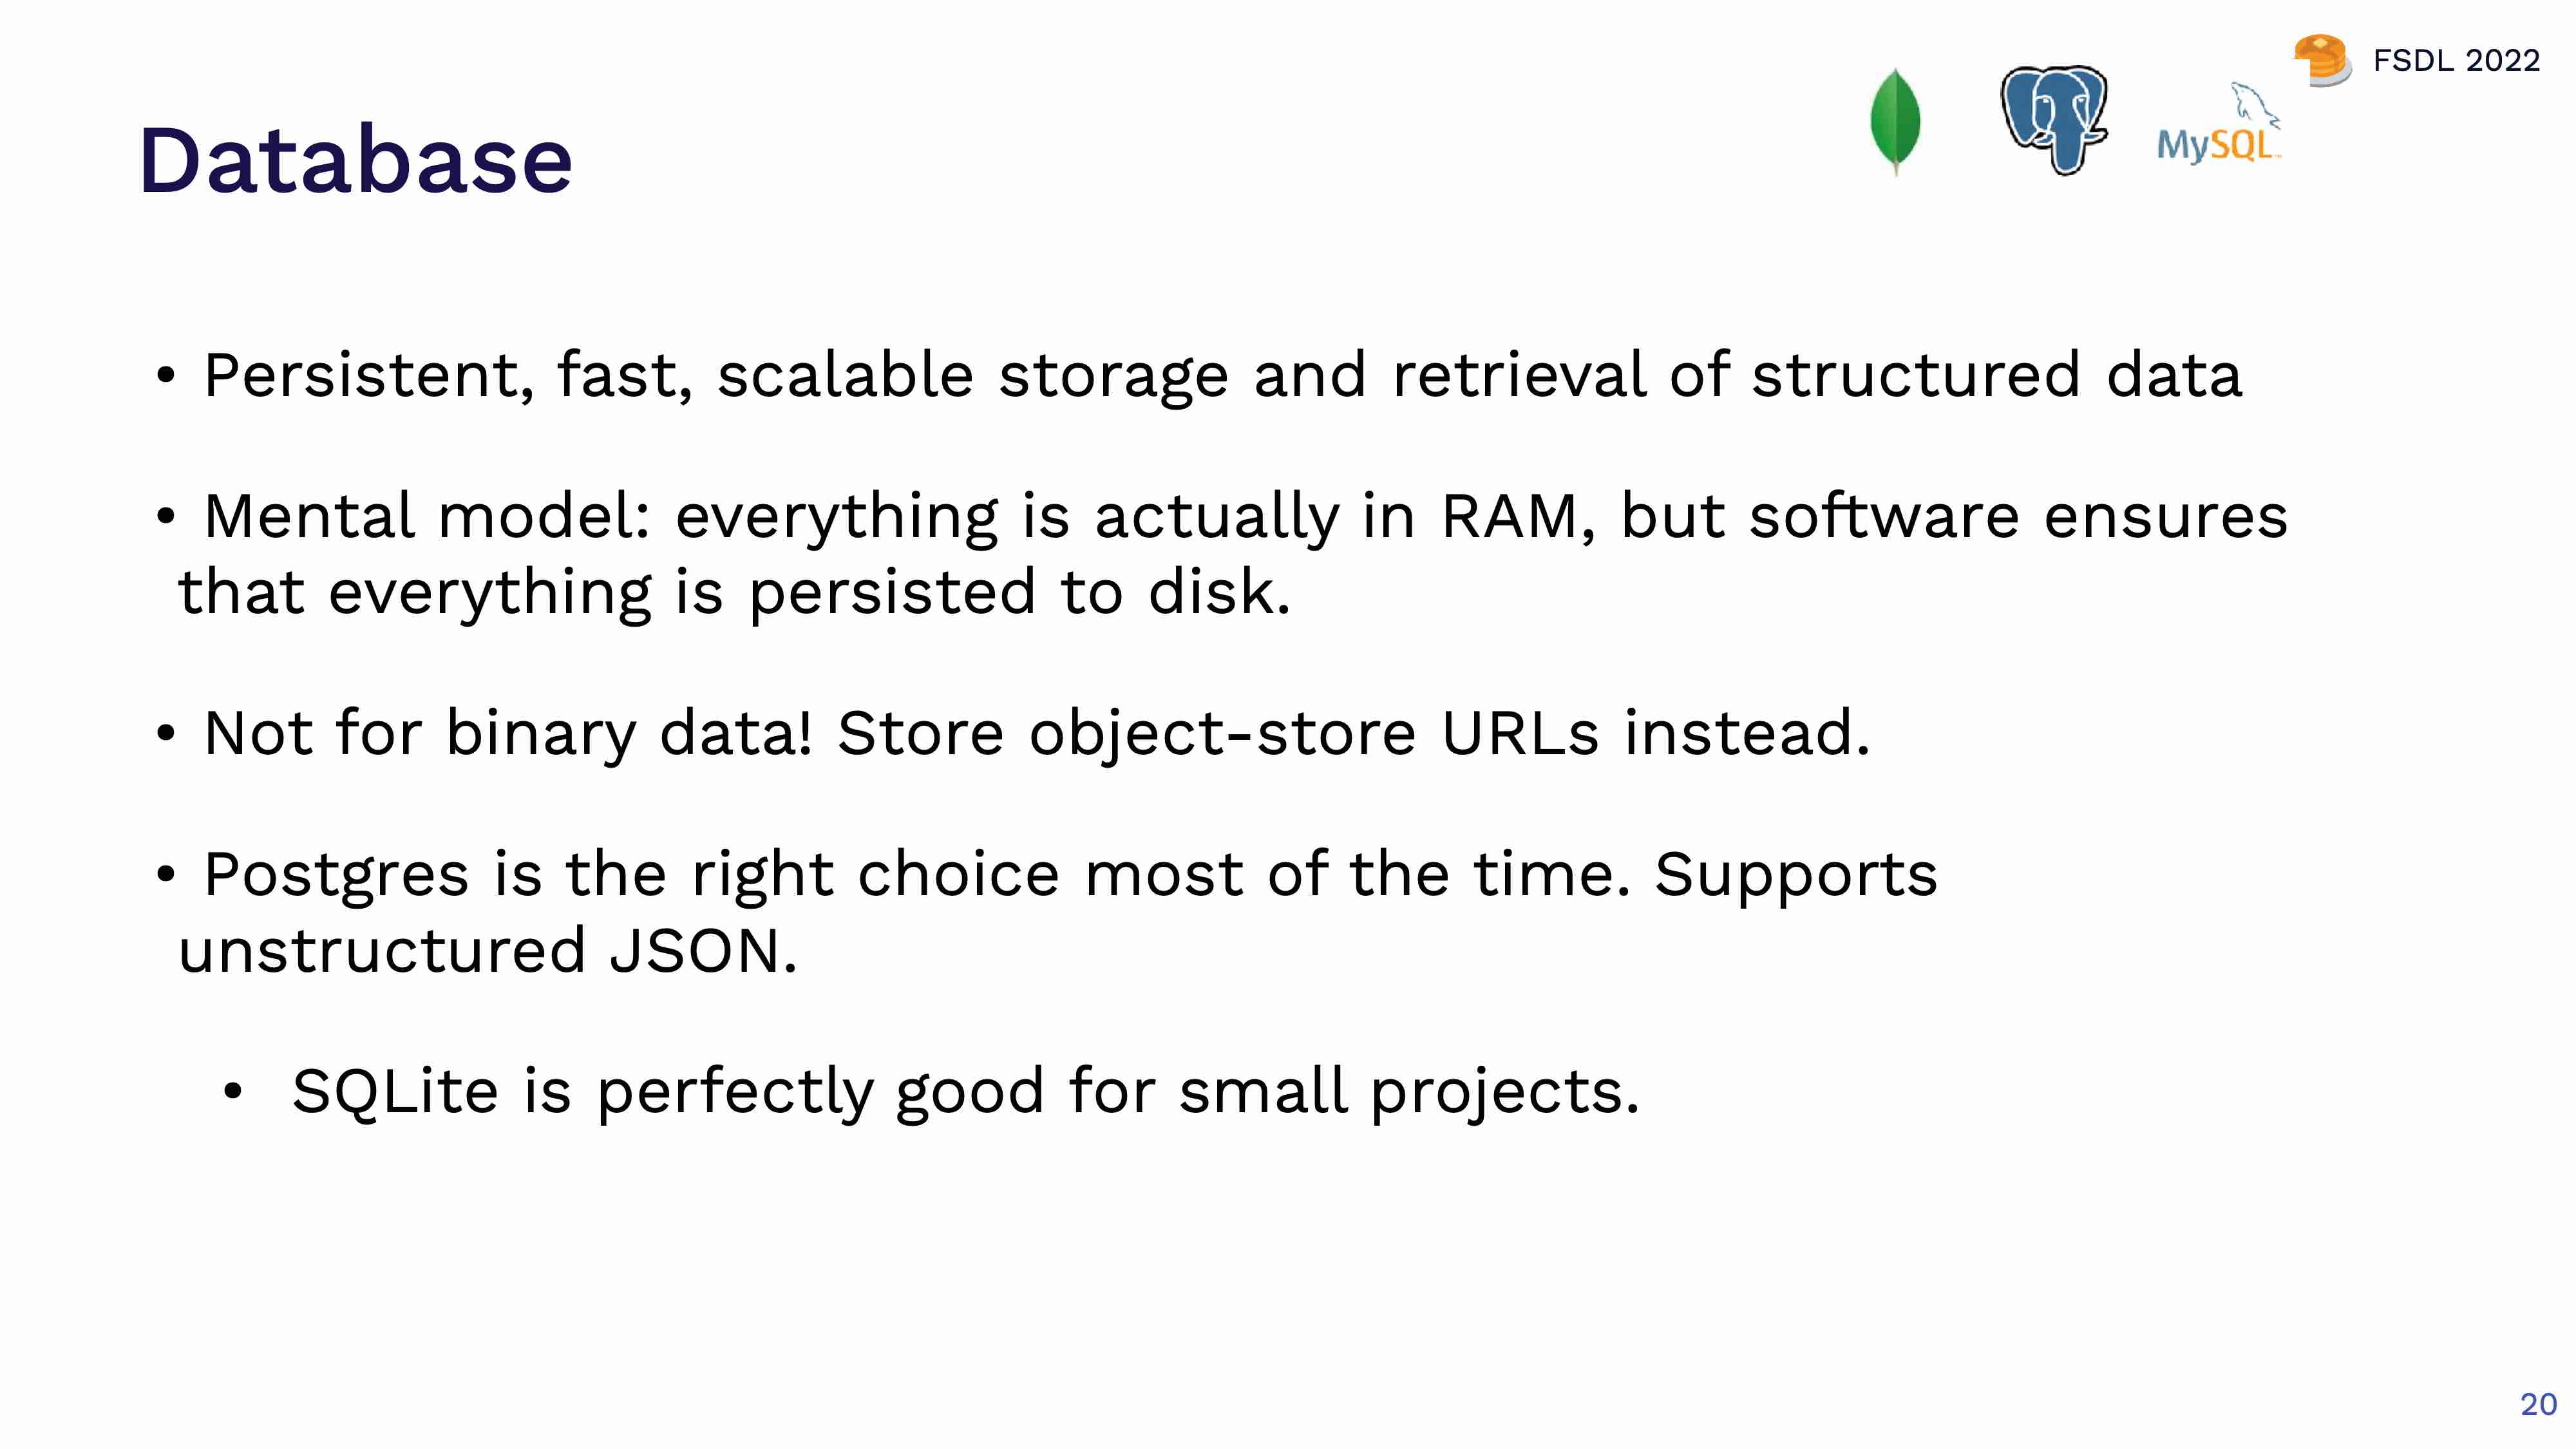 FSDL 2022
MySQL
Database
• Persistent, fast, scalable storage and retrieval of structured data
• Mental model: everything is actually in RAM, but software ensures
that everything is persisted to disk.
• Not for binary data! Store object-store URLs instead.
• Postgres is the right choice most of the time. Supports
unstructured JSON.
• SQLite is perfectly good for small projects.
20